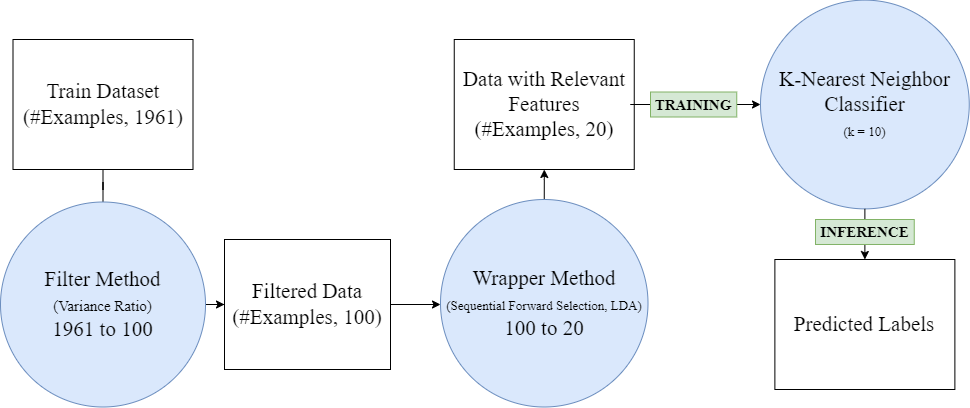 Train Dataset
(#Examples, 1961)
Filter Method
(Variance Ratio)
1961 to 100
Filtered Data
(#Examples, 100)
Wrapper Method
(Sequential Forward Selection, LDA)
100 to 20
Data with Relevant
Features
(#Examples, 20)
TRAINING
K-Nearest Neighbor
Classifier
(k = 10)
INFERENCE
Predicted Labels